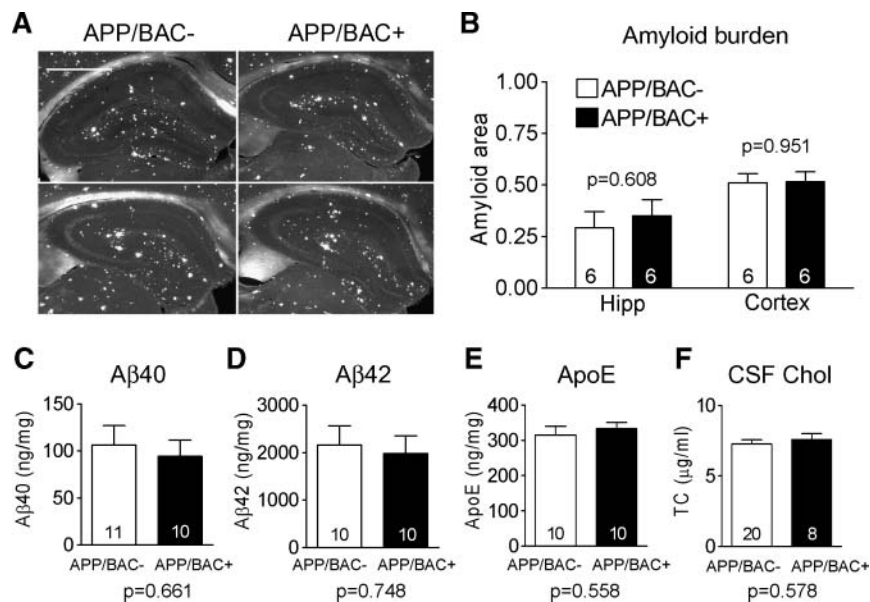 A
APP/BAC-
APP/BAC+
B
Amyloid burden
Amyloid area
1.00
0.75
0.50
0.25
0.00
APP/BAC-
APP/BAC+
p=0.608
p=0.951
6
6
6
6
Hipp
Cortex
C
Aβ40
Aβ40 (ng/mg)
150
100
50
0
11
10
APP/BAC-
APP/BAC+
p=0.661
D
Aβ42
Aβ42 (ng/mg)
3000
2000
1000
0
10
10
APP/BAC-
APP/BAC+
p=0.748
E
ApoE
ApoE (ng/mg)
400
300
200
100
0
10
10
APP/BAC-
APP/BAC+
p=0.558
F
CSF Chol
TC (μg/ml)
10
5
0
20
8
APP/BAC-
APP/BAC+
p=0.578